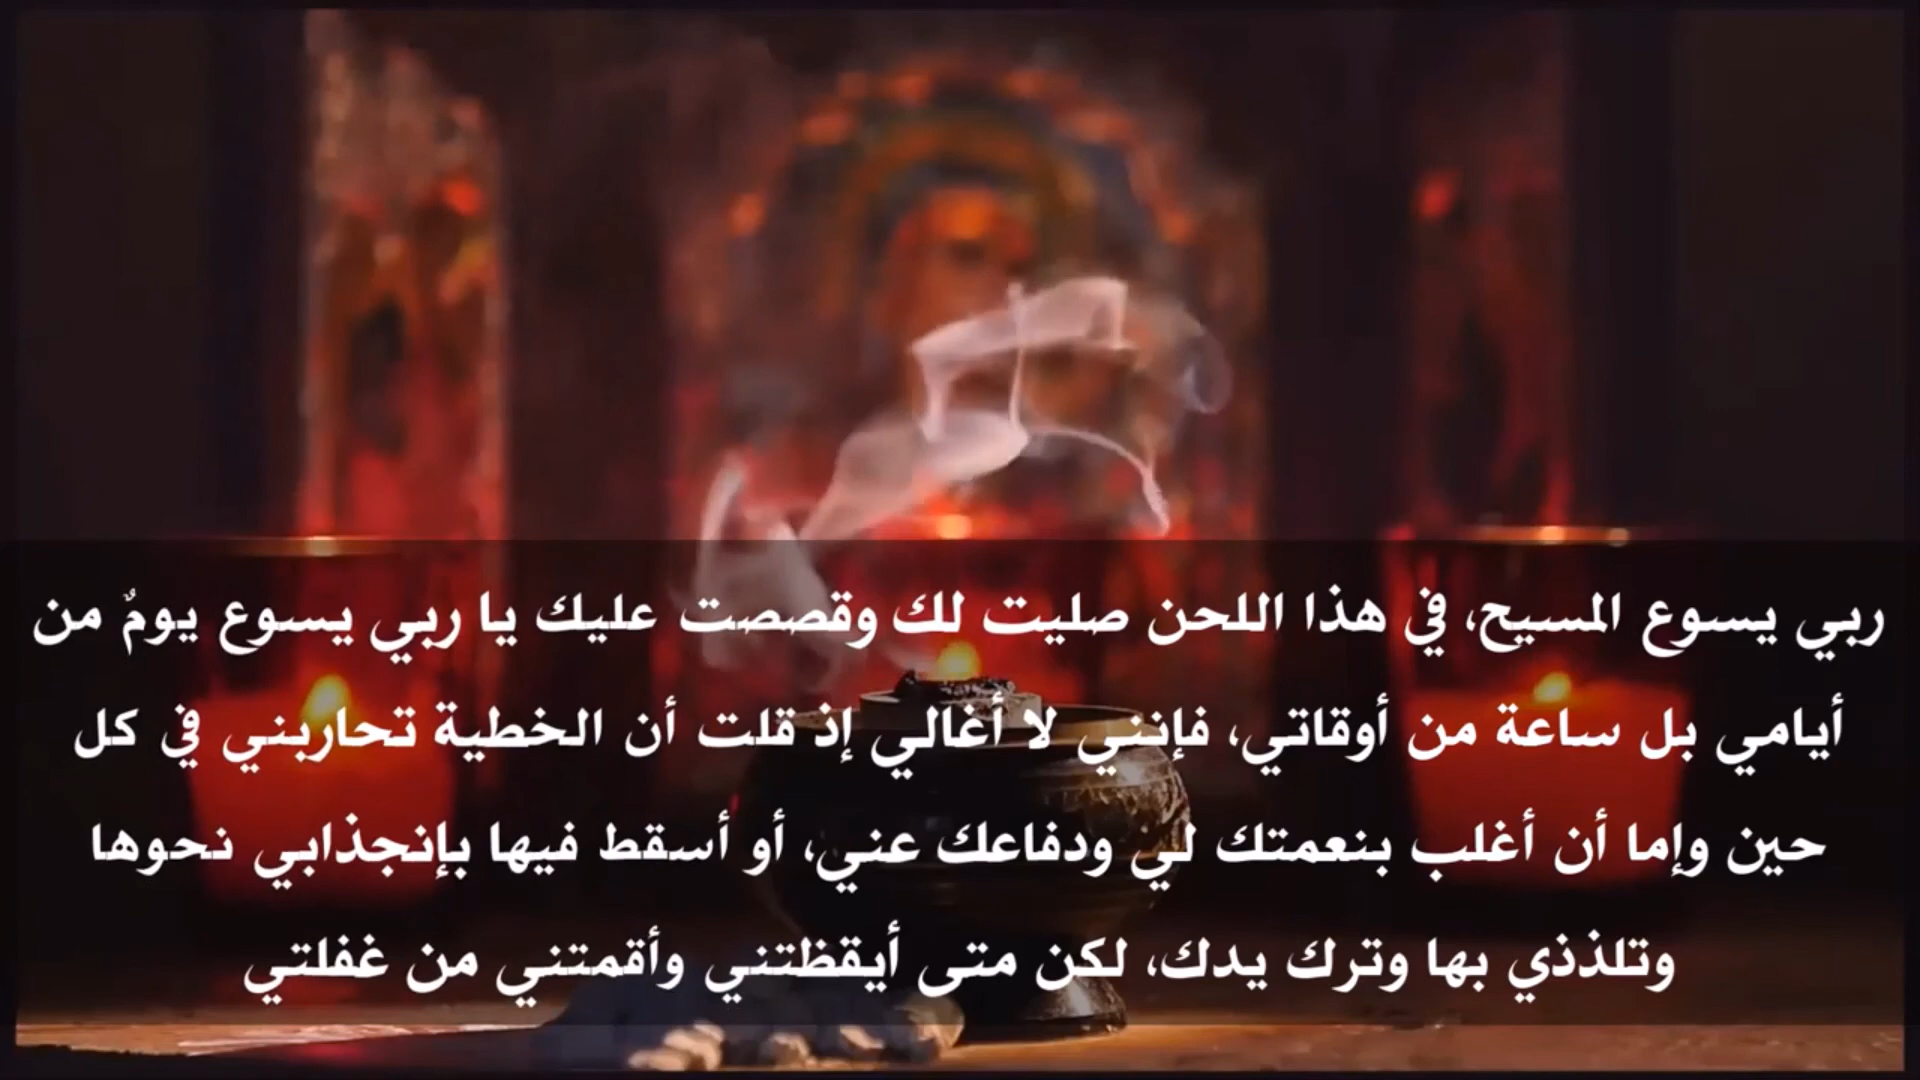 ربي يسوع المسيح، في هذا اللحن صليت لك وقصصت عليك يا ربي يسوع يومٌ من
أيامي بل ساعة من أوقاتي، فإنني لا أغالي إذ قلت أن الخطية تحاربني في كل
حين وإما أن أغلب بنعمتك لي ودفاعك عني، أو أسقط فيها بإنجذابي نحوها
وتلذذي بها وترك يدك، لكن متى أيقظتني وأقمتني من غفلتي